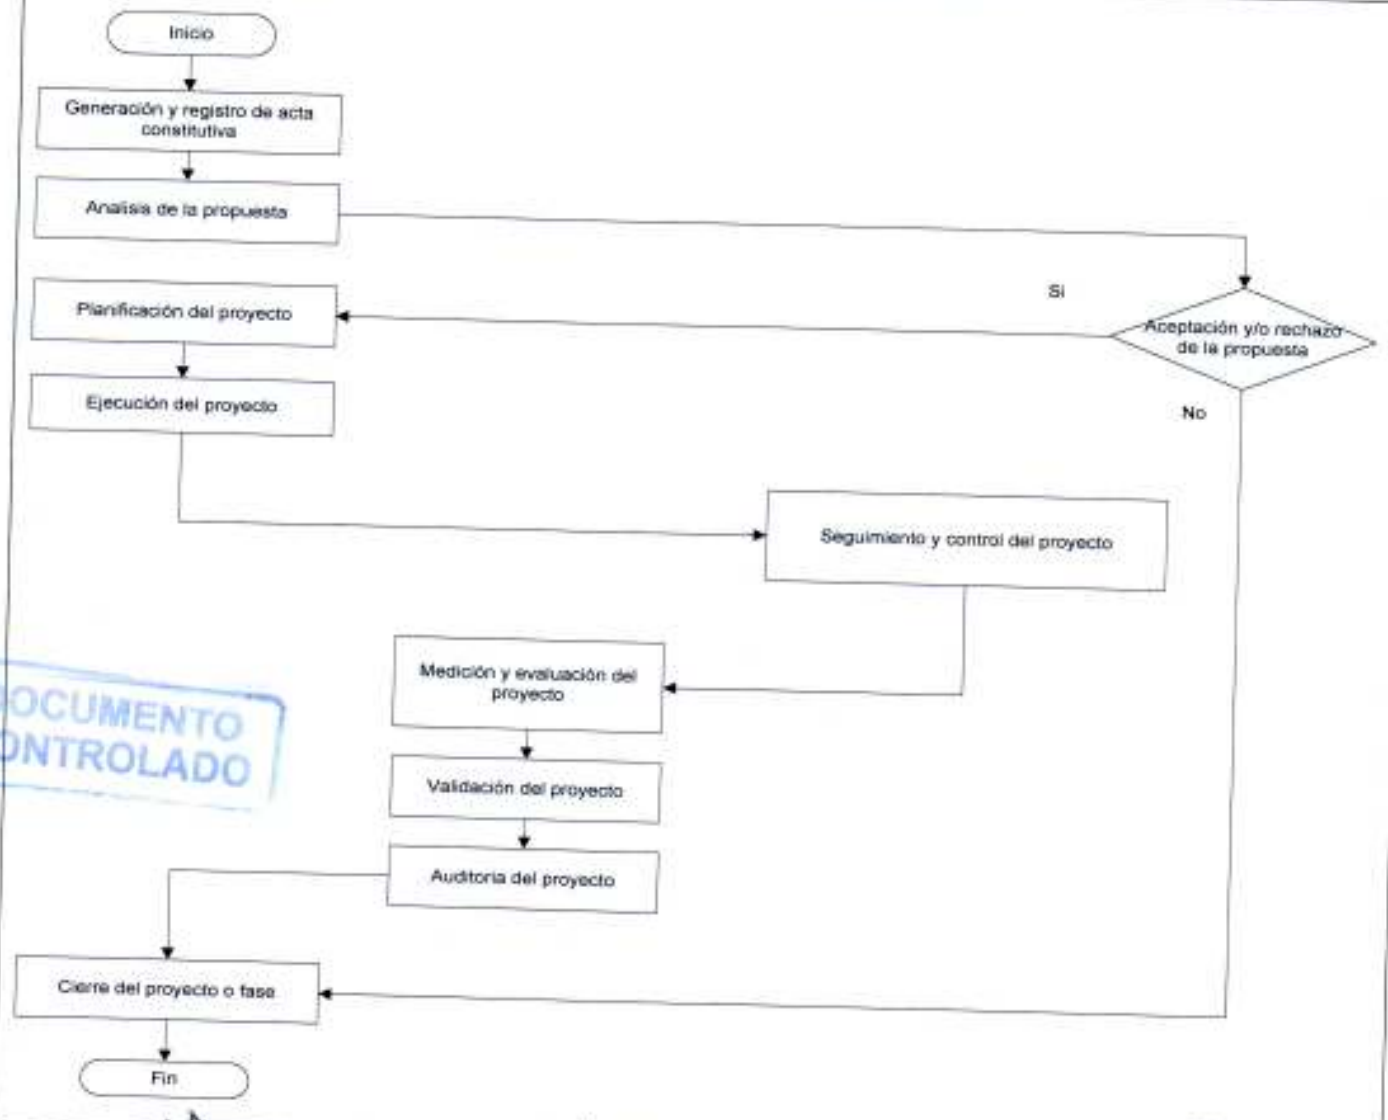 Inicio
Generación y registro de acta
constitutiva
Analisis de la propuesta
Si
Planificación del proyecto
Aceptación y/o rechazo
de la propuesta
Ejecución del proyecto
No
Seguimiento y control del proyecto
Medición y evaluación del
proyecto
OCUMENTO
ONTROLADO
Validación del proyecto
Auditoria del proyecto
Cierre del proyecto o fase
Fin